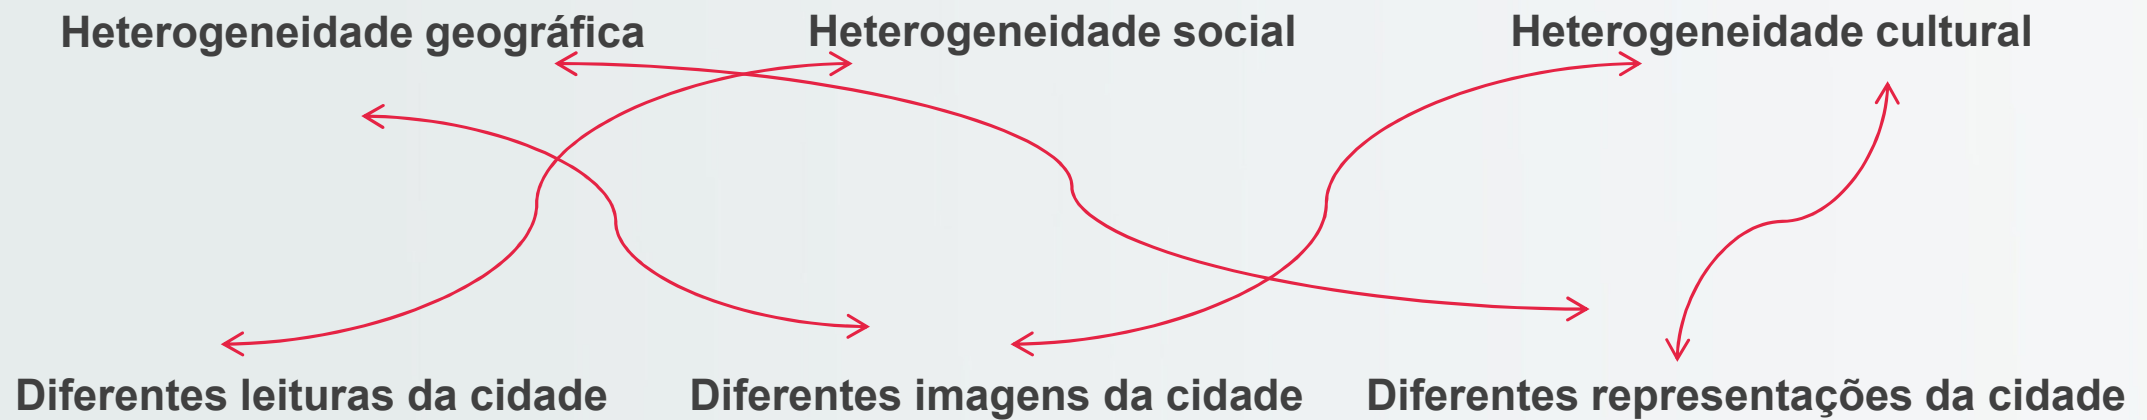 Heterogeneidade geográfica
Heterogeneidade social
Heterogeneidade cultural
Diferentes leituras da cidade
Diferentes imagens da cidade
Diferentes representações da cidade